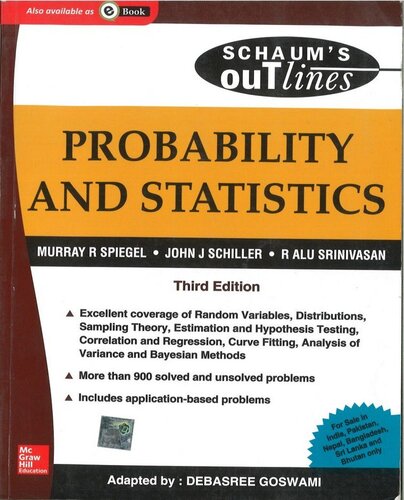 Also available as e Book
SCHAUM'S
ouTlines
PROBABILITY
AND STATISTICS
MURRAY R SPIEGEL • JOHN J SCHILLER • R ALU SRINIVASAN
Third Edition
Excellent coverage of Random Variables, Distributions,
Sampling Theory, Estimation and Hypothesis Testing,
Correlation and Regression, Curve Fitting, Analysis of
Variance and Bayesian Methods
More than 900 solved and unsolved problems
Includes application-based problems
For Sale in
India, Pakistan,
Nepal, Bangladesh,
Sri Lanka and
Bhutan only
Mc
Graw
Hill
Education
Adapted by : DEBASREE GOSWAMI